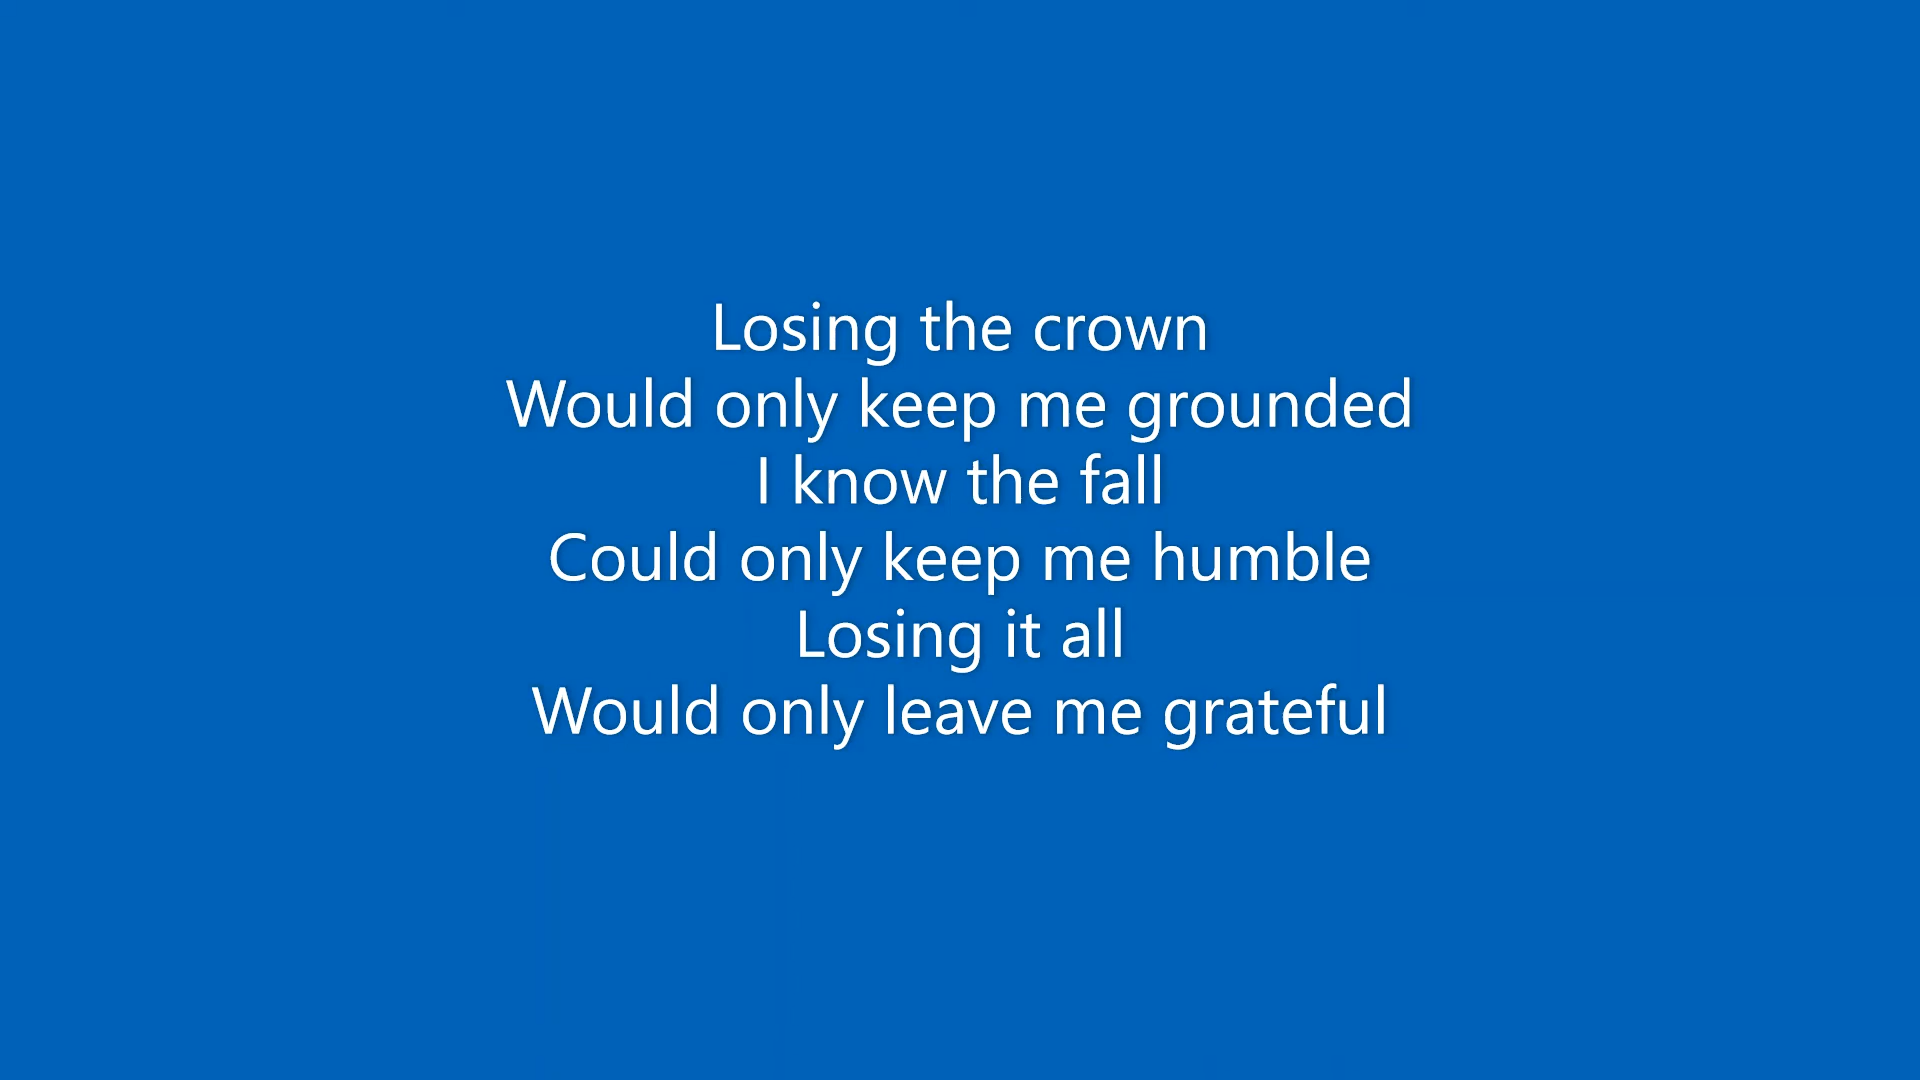 Losing the crown
Would only keep me grounded
I know the fall
Could only keep me humble
Losing it all
Would only leave me grateful